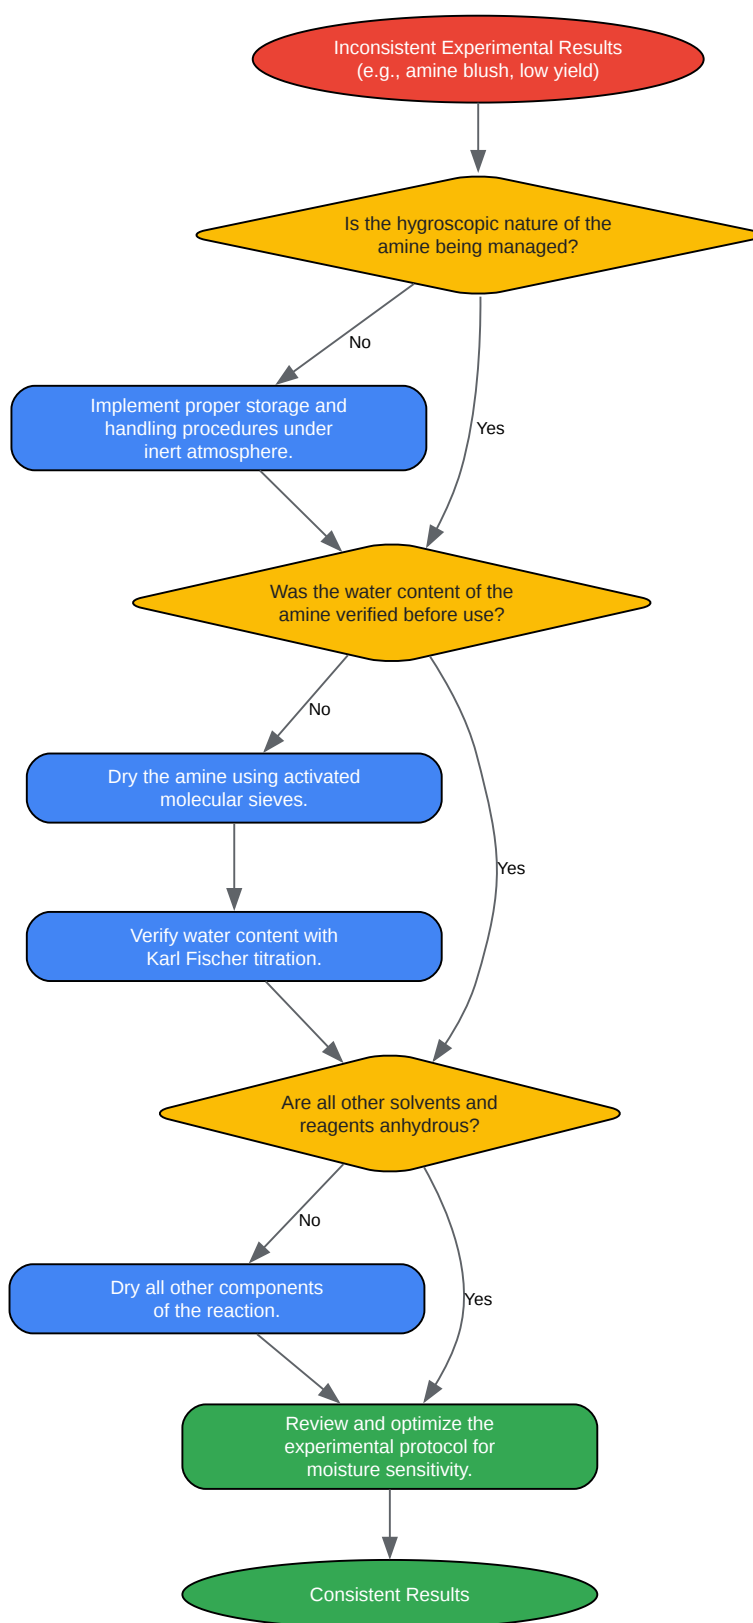 Inconsistent Experimental Results
(e.g., amine blush, low yield)
Is the hygroscopic nature of the
amine being managed?
No
Implement proper storage and
handling procedures under
inert atmosphere.
Yes
Was the water content of the
amine verified before use?
No
Dry the amine using activated
molecular sieves.
Yes
Verify water content with
Karl Fischer titration.
Are all other solvents and
reagents anhydrous?
No
Dry all other components
of the reaction.
Yes
Review and optimize the
experimental protocol for
moisture sensitivity.
Consistent Results